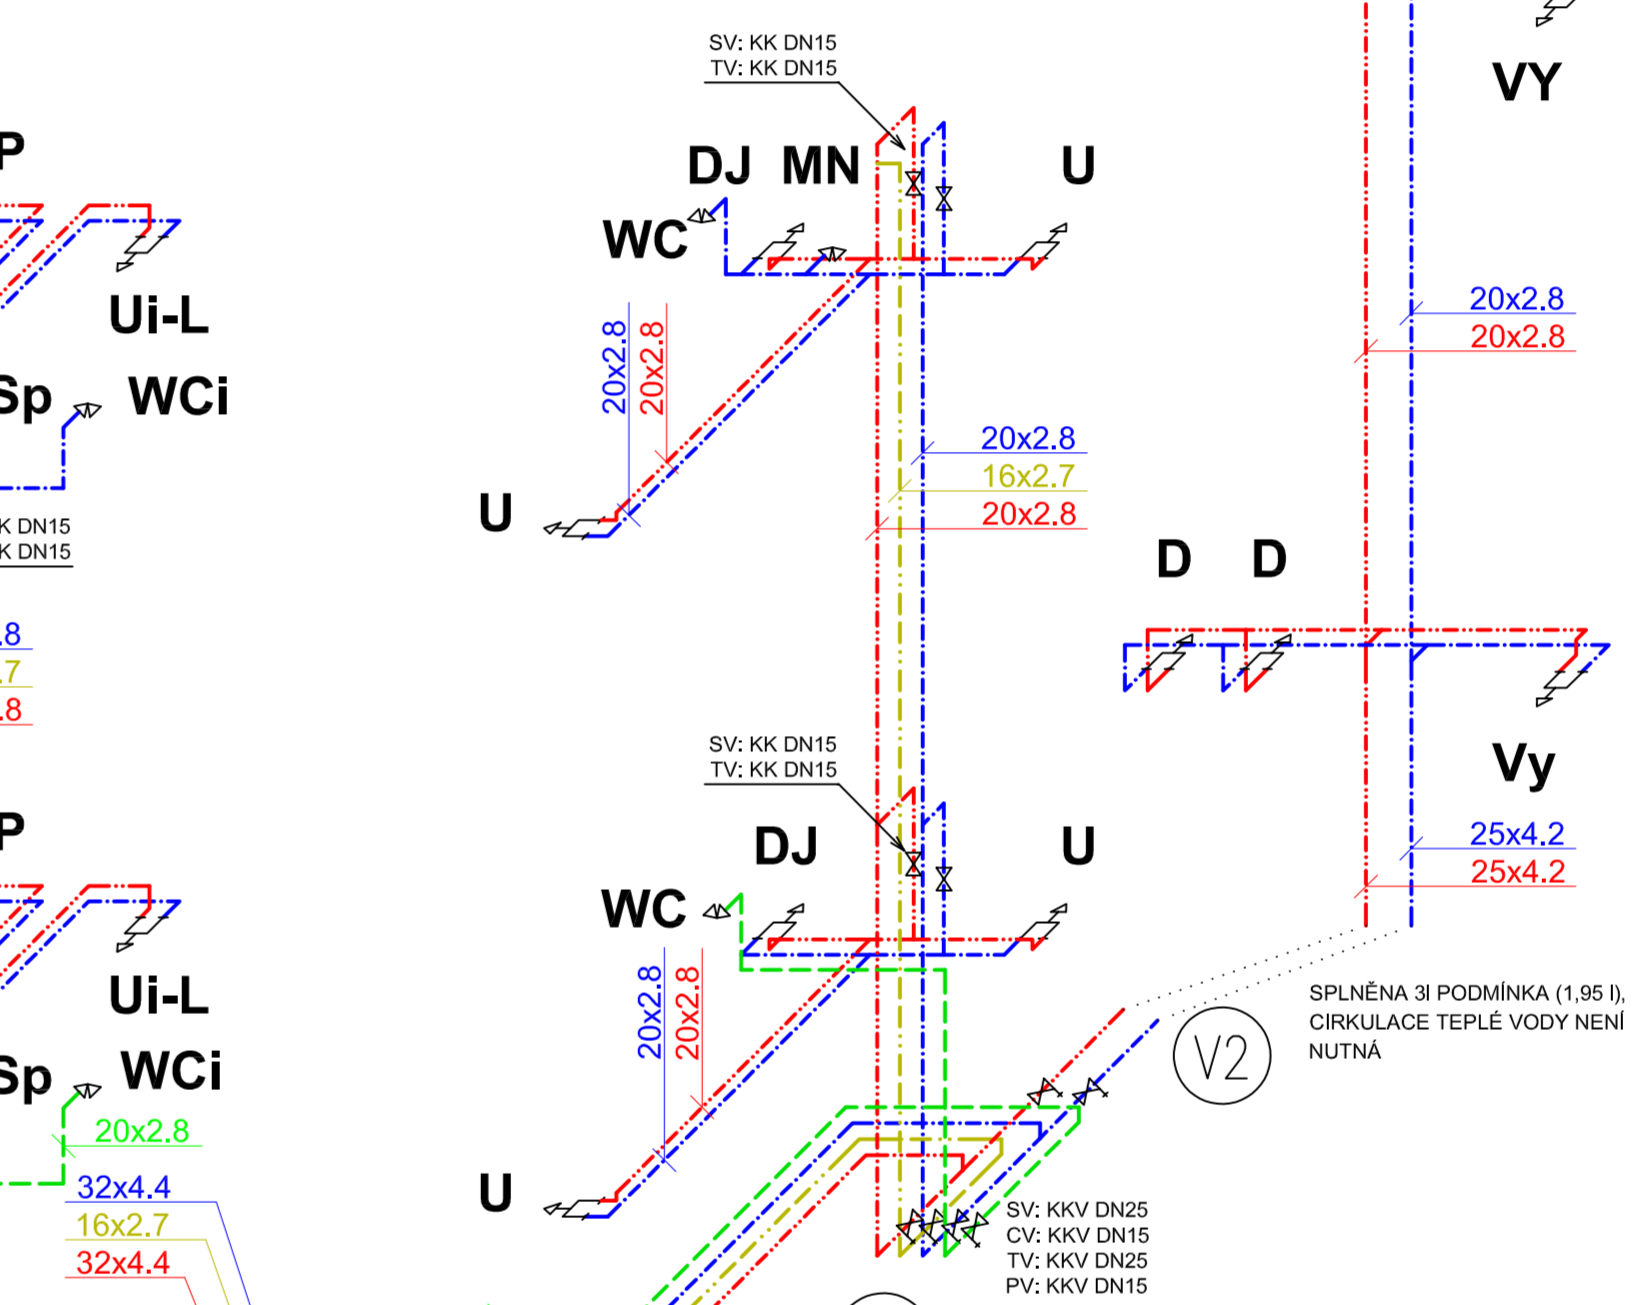 SV: KK DN15
TV: KK DN15
VY
P
DJ MN
U
WC
Ui-L
20x2.8
20x2.8
20x2.8
20x2.8
Sp
WCi
20x2.8
16x2.7
20x2.8
U
K DN15
K DN15
D D
.8
.7
.8
SV: KK DN15
TV: KK DN15
Vy
P
DJ
U
25x4.2
25x4.2
WC
Ui-L
20x2.8
20x2.8
SPLNĚNA 3l PODMÍNKA (1,95 l),
CIRKULACE TEPLÉ VODY NENÍ
NUTNÁ
V2
Sp
WCi
20x2.8
U
32x4.4
16x2.7
32x4.4
SV: KKV DN25
CV: KKV DN15
TV: KKV DN25
PV: KKV DN15